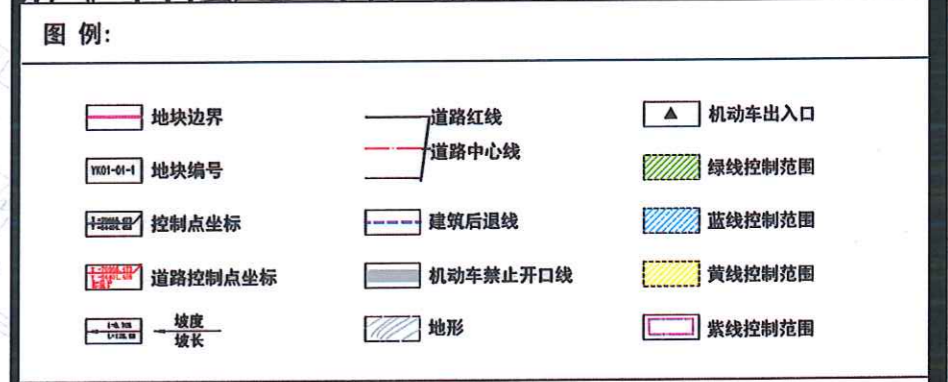 图 例:
地块边界
YK01-01-1 地块编号
控制点坐标
道路控制点坐标
坡度
坡长
道路红线
道路中心线
建筑后退线
机动车禁止开口线
地形
机动车出入口
绿线控制范围
蓝线控制范围
黄线控制范围
紫线控制范围